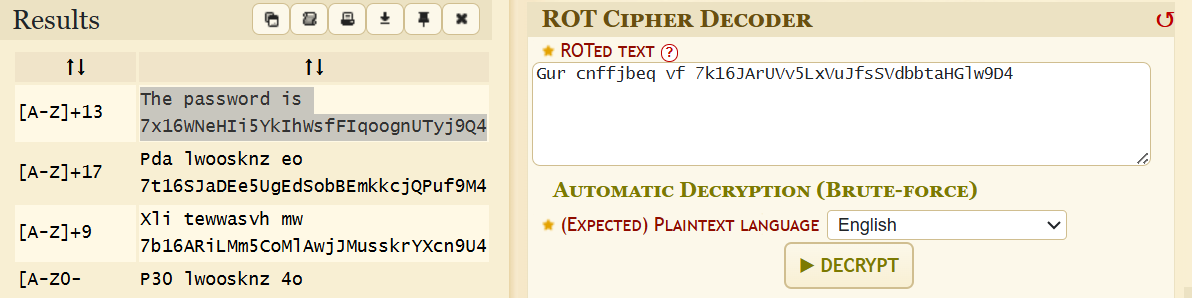 Results
[A-Z]+13
The password is
7x16WNeHIi5YkIhWsfFIqoognUTyj9Q4
[A-Z]+17
Pda lwoosknz eo
7t16SJaDEe5UgEdSobBEmkkcjQPuf9M4
[A-Z]+9
Xli tewwasvh mw
7b16ARiLMm5CoMlAwjJMusskrYXcn9U4
[A-Z0-
P30 lwoosknz 4o
ROT Cipher Decoder
ROTed text ?
Gur cnffjbeq vf 7k16JArUVv5LxVuJfsSVdbbtaHGlw9D4
Automatic Decryption (Brute-force)
(Expected) Plaintext language English
DECRYPT